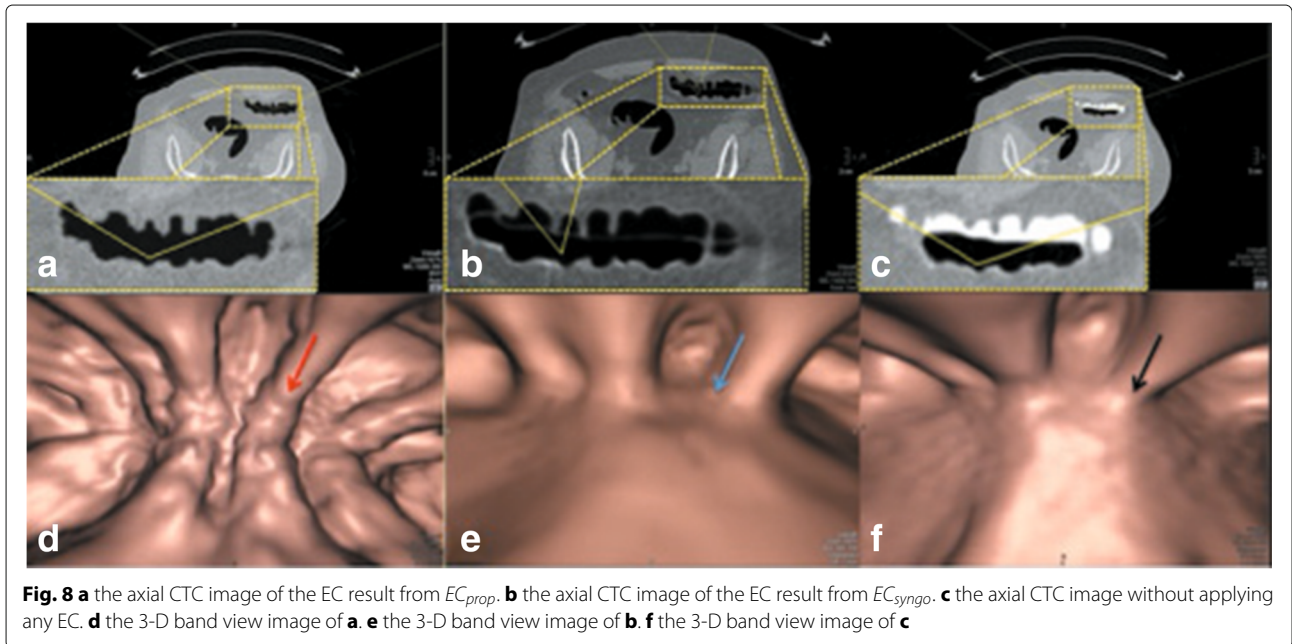 a
b
c
d
e
f
Fig. 8 a the axial CTC image of the EC result from ECprop. b the axial CTC image of the EC result from ECsyngo. c the axial CTC image without applying
any EC. d the 3-D band view image of a. e the 3-D band view image of b. f the 3-D band view image of c